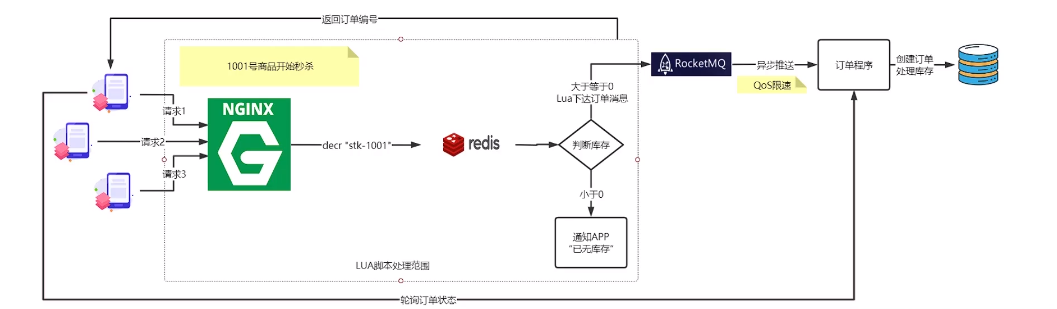 返回订单编号
1001号商品开始秒杀
RocketMQ
异步推送
订单程序
创建订单
处理库存
QoS限速
大于等于0
Lua下达订单消息
请求1
NGINX
请求2
decr "stk-1001"
redis
判断库存
请求3
小于0
通知APP
“已无库存”
LUA脚本处理范围
轮询订单状态